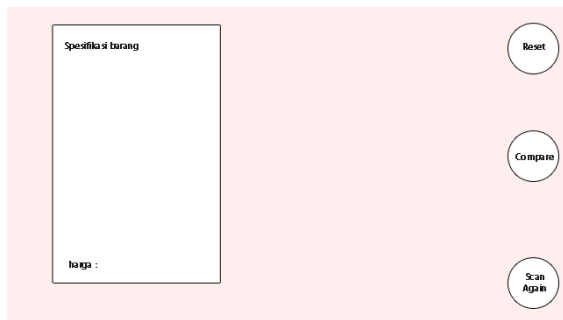 Spesifikasi barang
harga :
Reset
Compare
Scan
Again